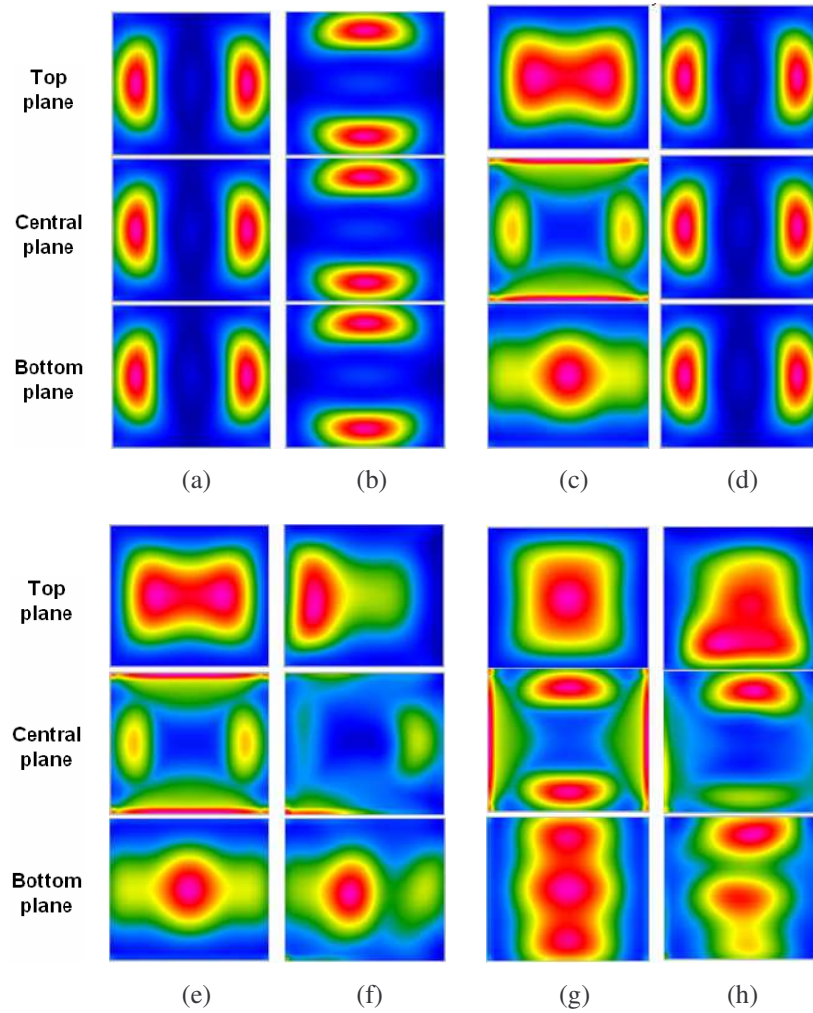 Top
plane
Central
plane
Bottom
plane
(a) (b) (c) (d)
Top
plane
Central
plane
Bottom
plane
(e) (f) (g) (h)